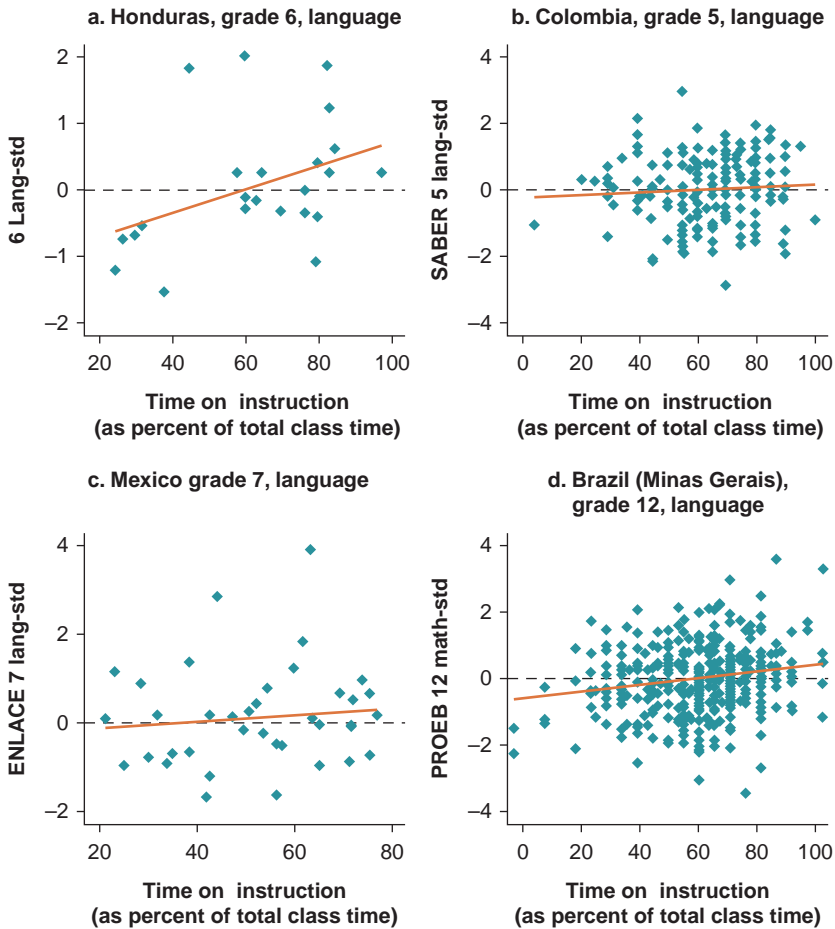 a. Honduras, grade 6, language
2
1
0
–1
–2
20
40
60
80
100
6 Lang-std
Time on instruction
(as percent of total class time)
b. Colombia, grade 5, language
4
2
0
–2
–4
0
20
40
60
80
100
SABER 5 lang-std
Time on instruction
(as percent of total class time)
c. Mexico grade 7, language
4
2
0
–2
20
40
60
80
ENLACE 7 lang-std
Time on instruction
(as percent of total class time)
d. Brazil (Minas Gerais),
grade 12, language
4
2
0
–2
–4
0
20
40
60
80
100
PROEB 12 math-std
Time on instruction
(as percent of total class time)